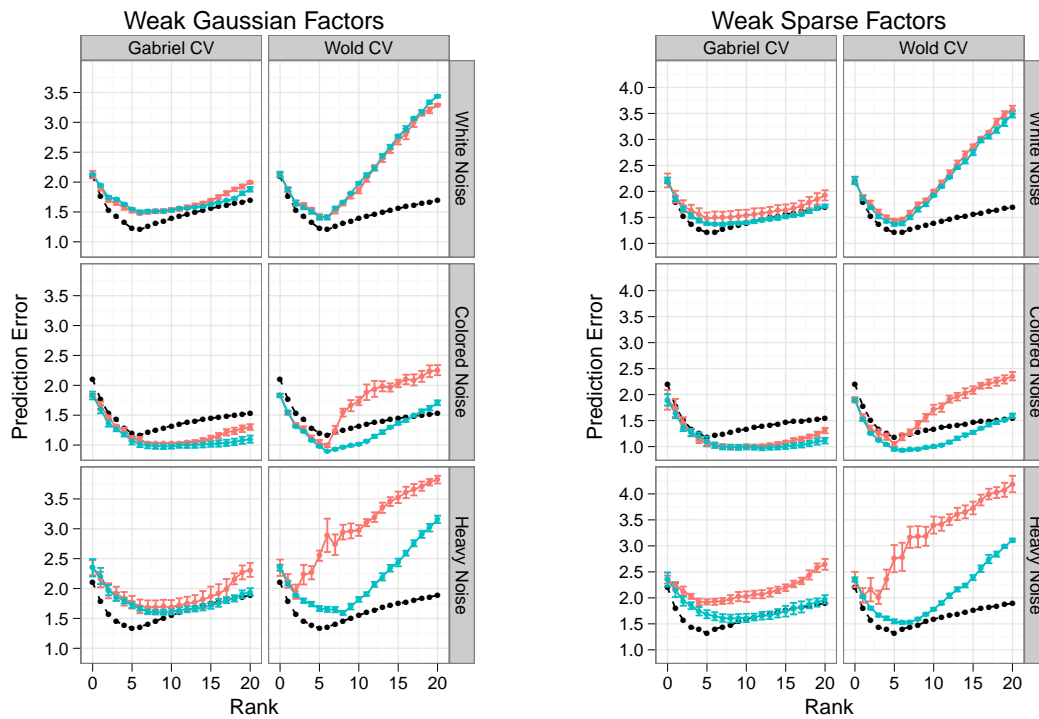 Weak Gaussian Factors
Gabriel CV
Wold CV
White Noise
3.5
3.0
2.5
2.0
1.5
1.0
Colored Noise
3.5
3.0
2.5
2.0
1.5
1.0
Heavy Noise
3.5
3.0
2.5
2.0
1.5
1.0
Prediction Error
0 5 10 15 20
0 5 10 15 20
Rank
Weak Sparse Factors
Gabriel CV
Wold CV
White Noise
4.0
3.5
3.0
2.5
2.0
1.5
1.0
Colored Noise
4.0
3.5
3.0
2.5
2.0
1.5
1.0
Heavy Noise
4.0
3.5
3.0
2.5
2.0
1.5
1.0
Prediction Error
0 5 10 15 20
0 5 10 15 20
Rank